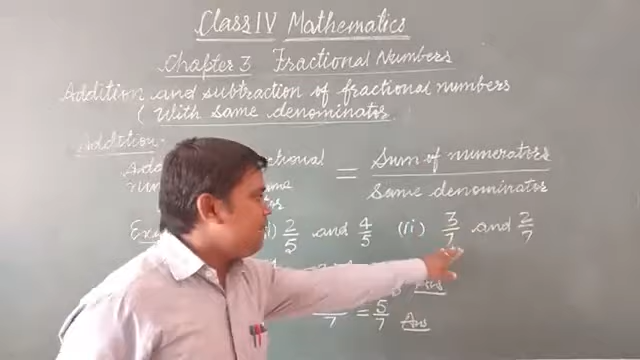 Class IV Mathematics
Chapter 3 Fractional Numbers
Addition and subtraction of fractional numbers
( With same denominator
Addition.
= Sum of numerators
same denominator
2/5 and 4/5 (ii) 3/7 and 2/7
Ans
7 = 5/7 Ans